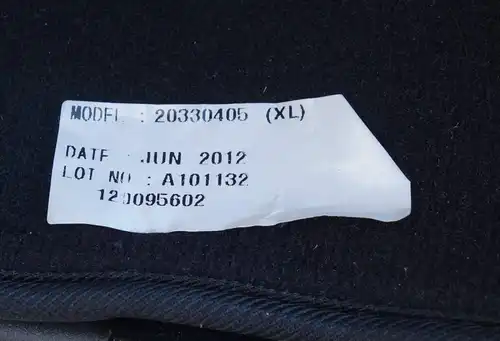 MODEL : 20330405 (XL)
DATE : JUN 2012
LOT NO : A101132
120095602